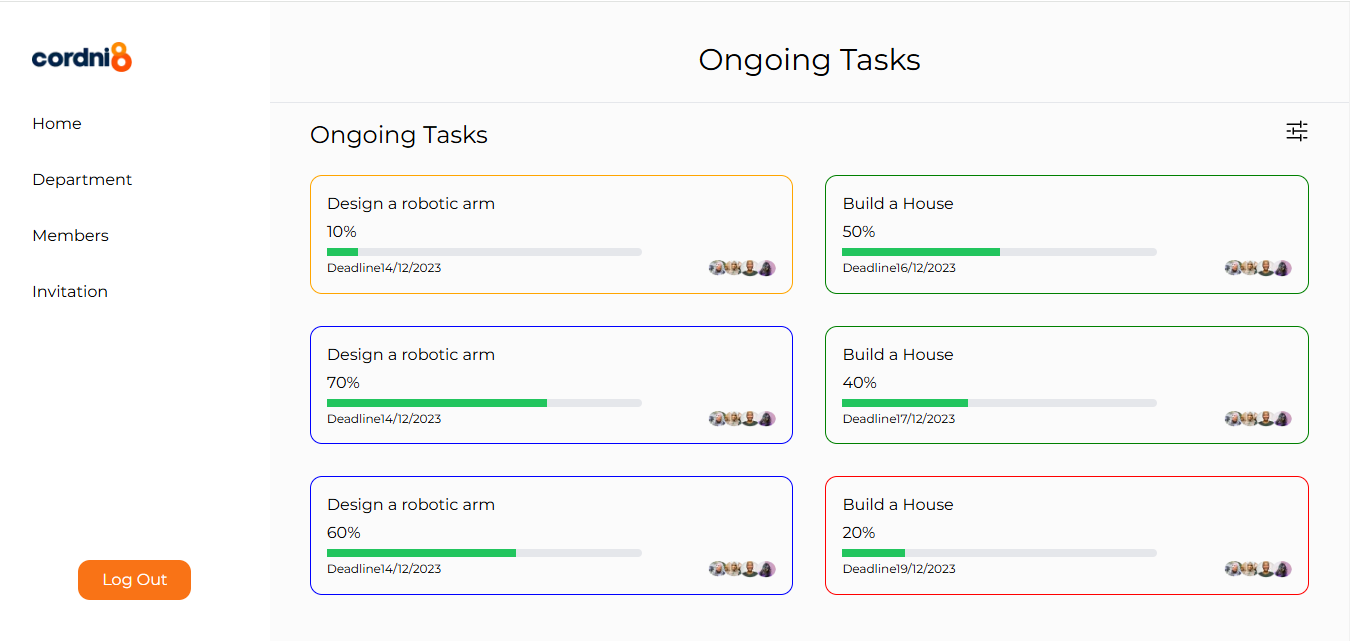 cordni8
Home
Department
Members
Invitation
Log Out
Ongoing Tasks
Ongoing Tasks
Design a robotic arm
10%
Deadline14/12/2023
Build a House
50%
Deadline16/12/2023
Design a robotic arm
70%
Deadline14/12/2023
Build a House
40%
Deadline17/12/2023
Design a robotic arm
60%
Deadline14/12/2023
Build a House
20%
Deadline19/12/2023